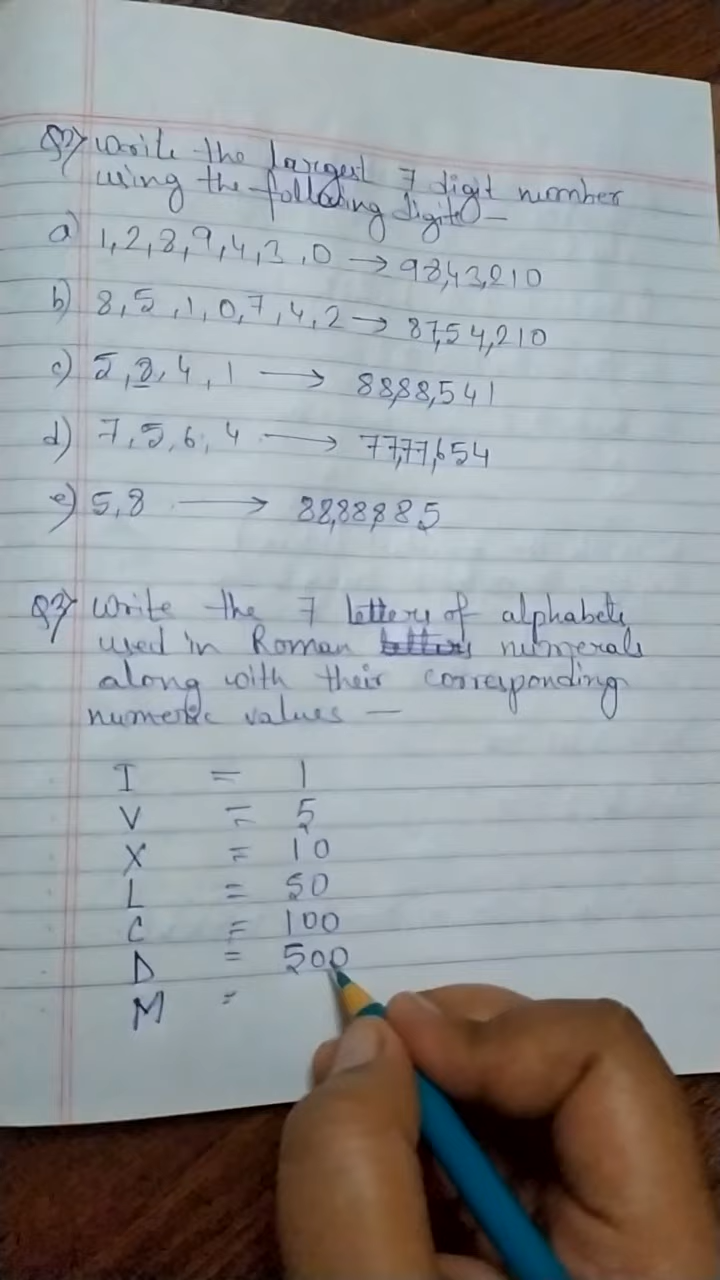 Q2) Write the largest 7 digit number
using the following digits -
a) 1,2,8,9,4,3,0 → 98,43,210
b) 8,5,1,0,7,4,2 → 87,54,210
c) 5,8,4,1 → 88,88,541
d) 7,5,6,4 → 77,77,654
e) 5,8 → 88,88,885
Q3) Write the 7 letters of alphabets
used in Roman numerals
along with their corresponding
numeric values -
I = 1
V = 5
X = 10
L = 50
C = 100
D = 500
M =